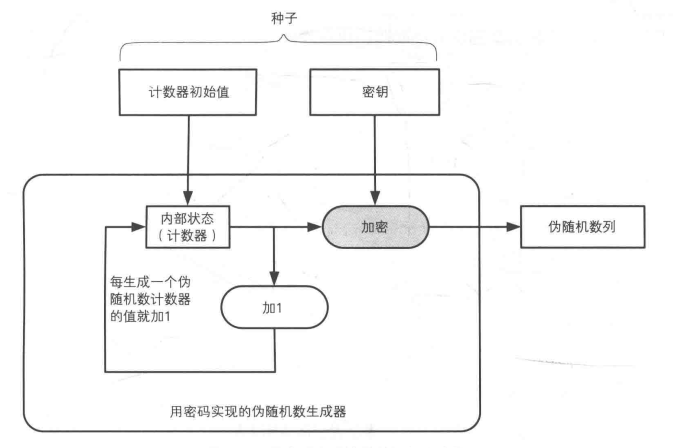 种子
计数器初始值
密钥
内部状态
（计数器）
加密
伪随机数列
每生成一个伪
随机数计数器
的值就加1
加1
用密码实现的伪随机数生成器